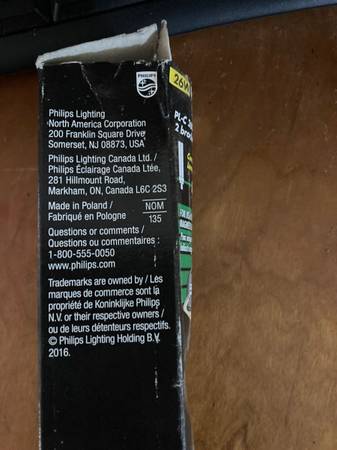 PHILIPS
Philips Lighting
North America Corporation
200 Franklin Square Drive
Somerset, NJ 08873, USA
Philips Lighting Canada Ltd. /
Philips Éclairage Canada Ltée,
281 Hillmount Road,
Markham, ON, Canada L6C 2S3
Made in Poland /
Fabriqué en Pologne
NOM
135
Questions or comments /
Questions ou commentaires :
1-800-555-0050
www.philips.com
Trademarks are owned by / Les
marques de commerce sont la
propriété de Koninklijke Philips
N.V. or their respective owners /
ou de leurs détenteurs respectifs.
© Philips Lighting Holding B.V.
2016.
26W
PL-C